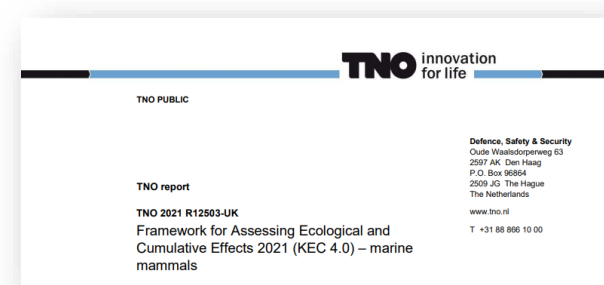 TNO innovation
for life
TNO PUBLIC
Defence, Safety & Security
Oude Waalsdorperweg 63
2597 AK Den Haag
P.O. Box 96864
2509 JG The Hague
The Netherlands
www.tno.nl
T +31 88 866 10 00
TNO report
TNO 2021 R12503-UK
Framework for Assessing Ecological and
Cumulative Effects 2021 (KEC 4.0) – marine
mammals